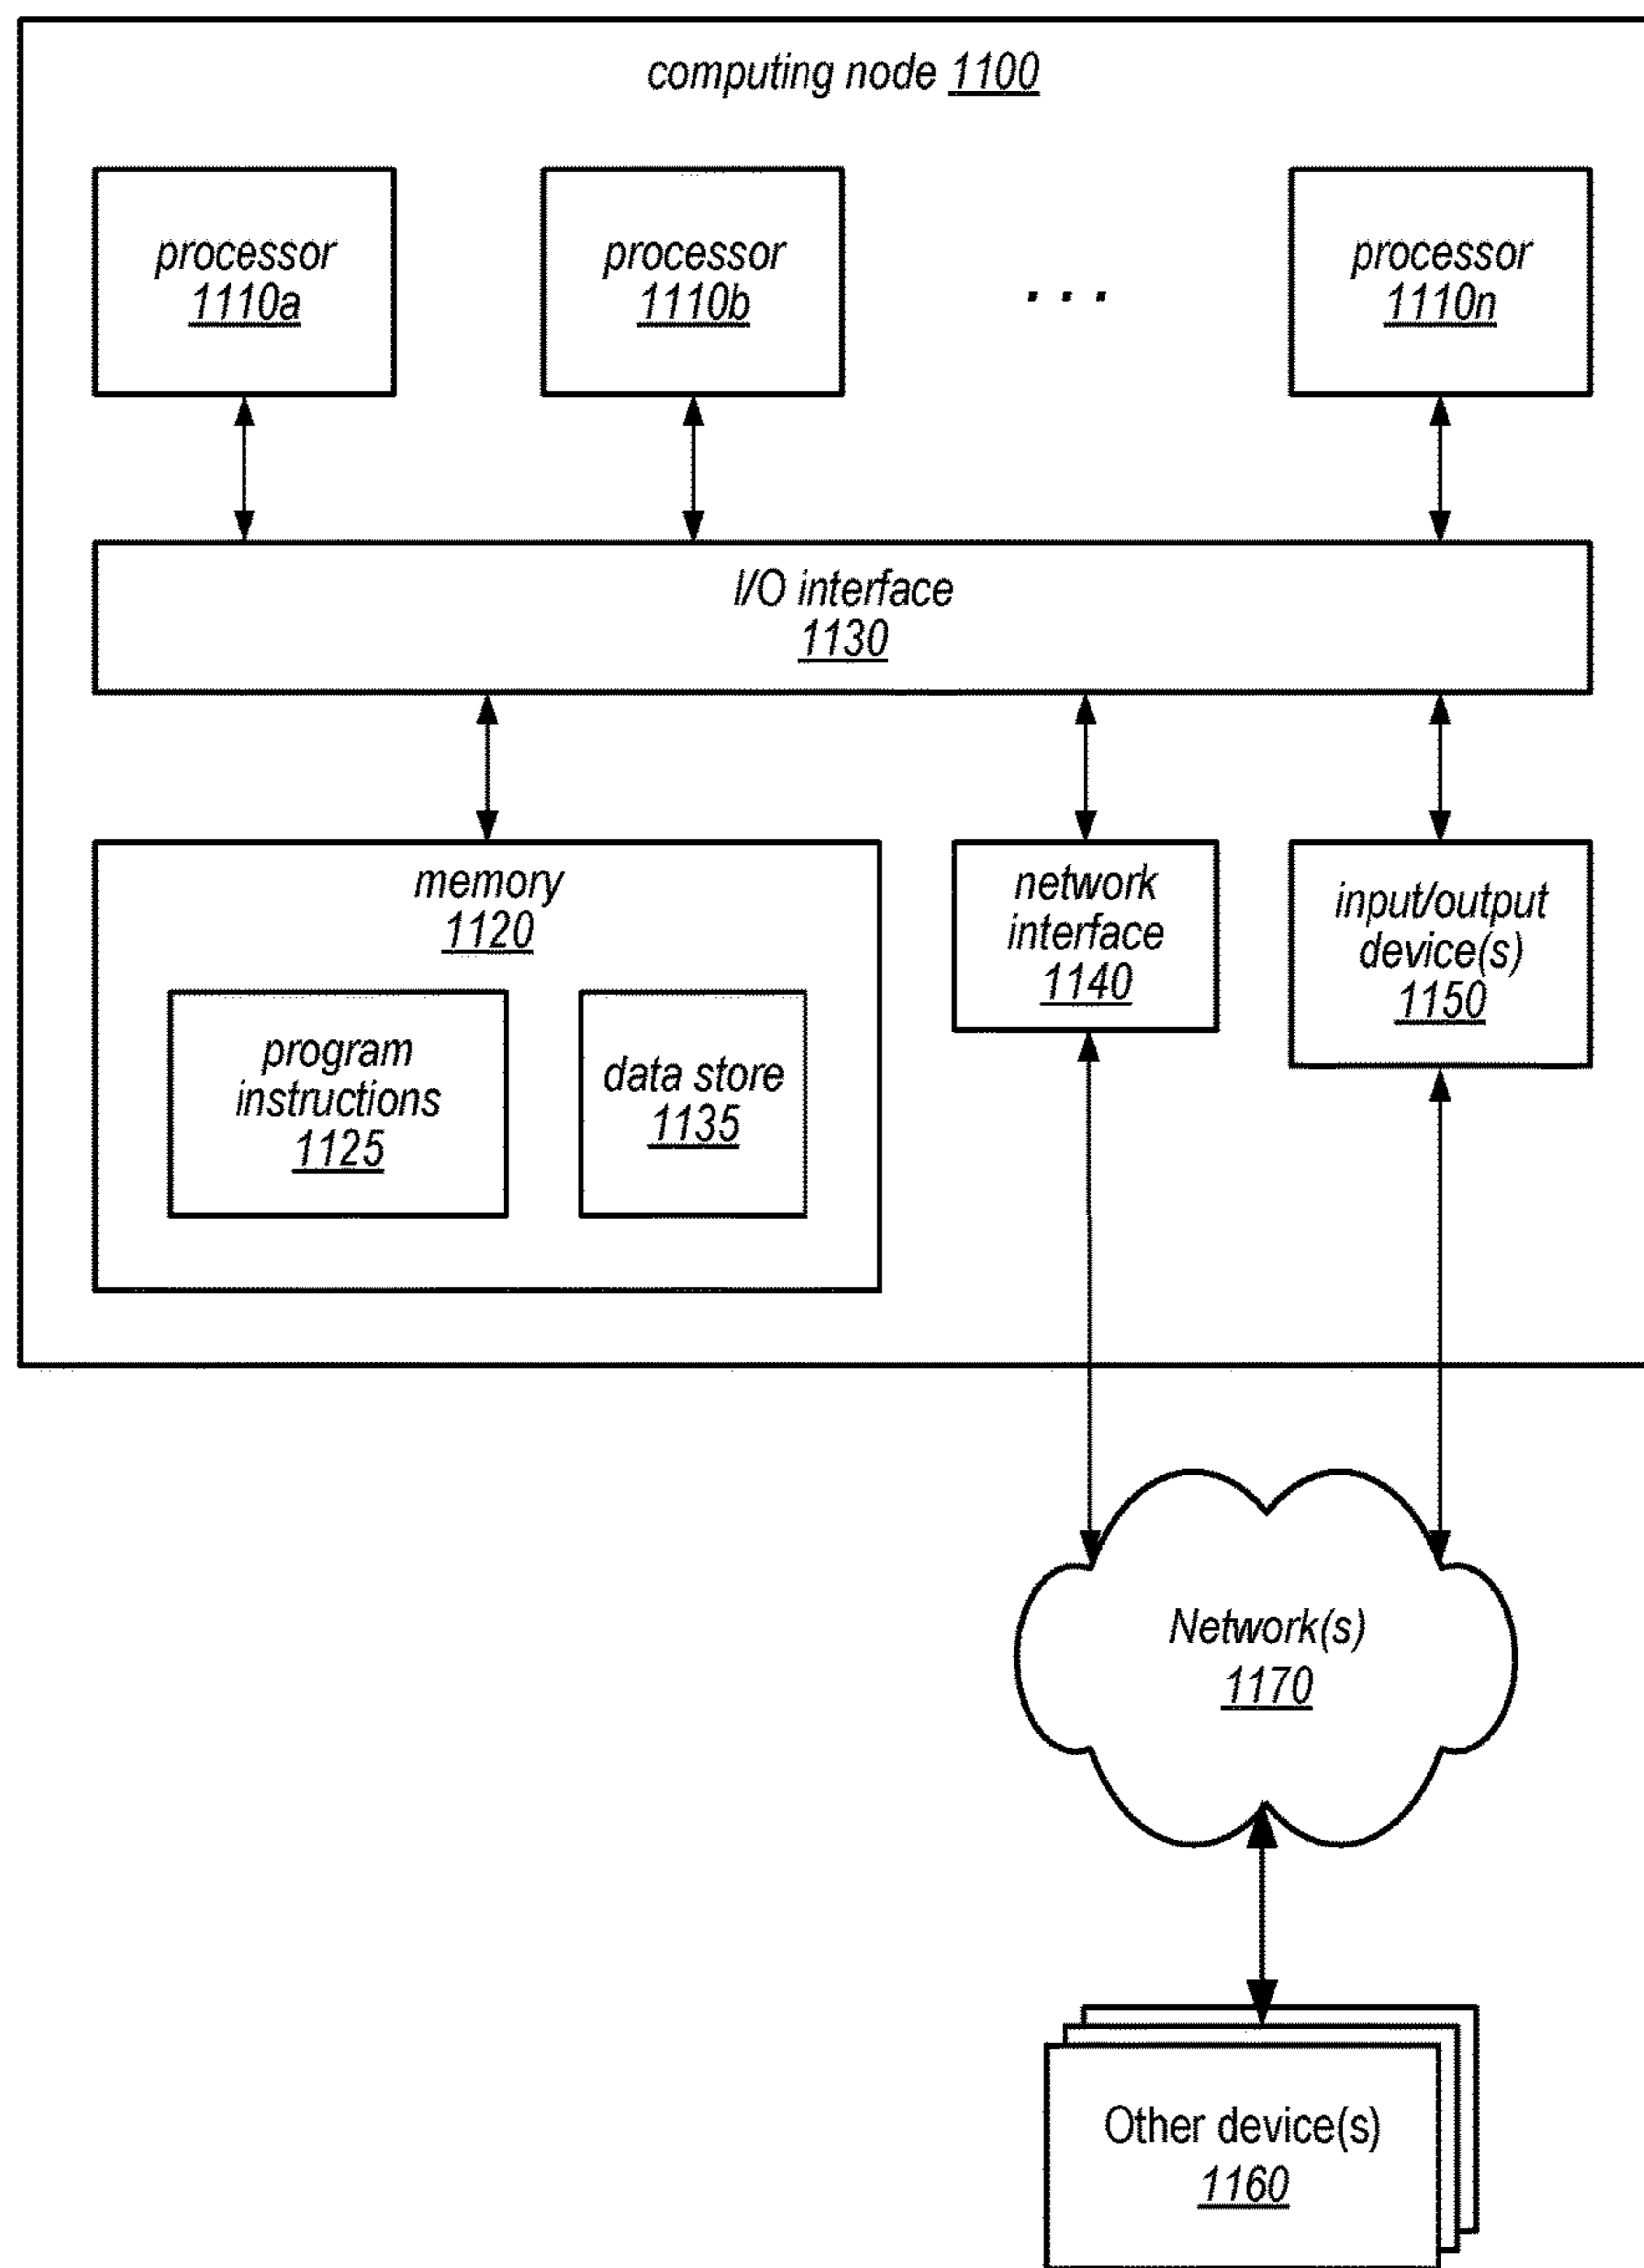 computing node 1100
processor
1110a
processor
1110b
. . .
processor
1110n
I/O interface
1130
memory
1120
program
instructions
1125
data store
1135
network
interface
1140
input/output
device(s)
1150
Network(s)
1170
Other device(s)
1160